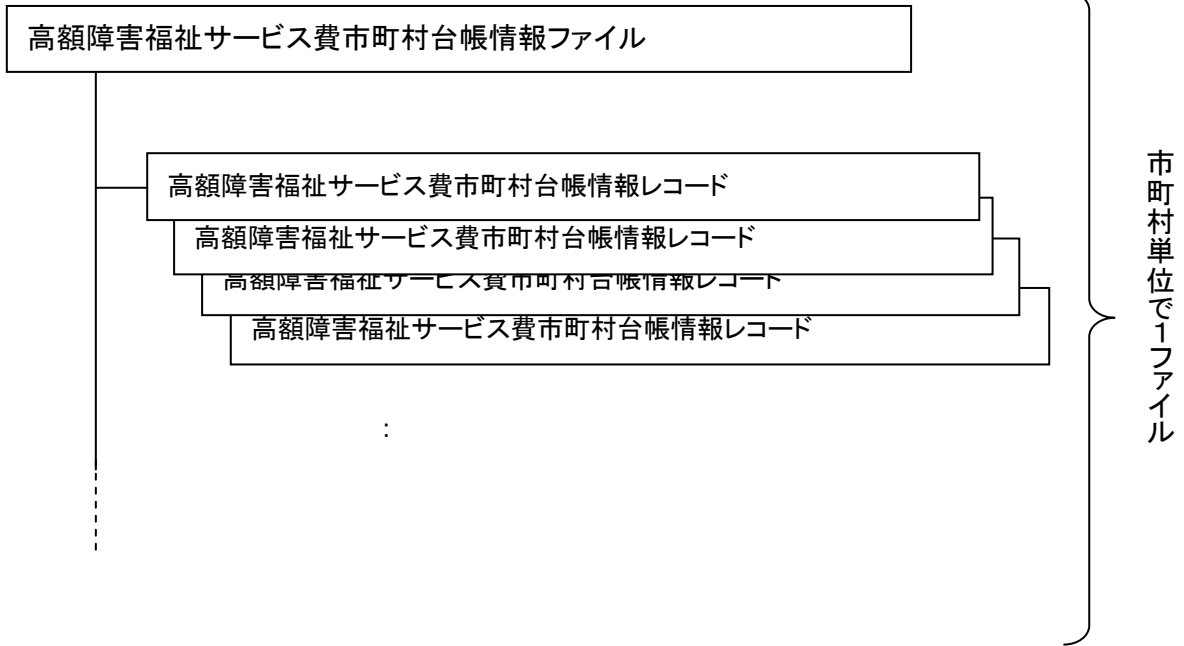 高額障害福祉サービス費市町村台帳情報ファイル
高額障害福祉サービス費市町村台帳情報レコード
高額障害福祉サービス費市町村台帳情報レコード
高額障害福祉サービス費市町村台帳情報レコード
高額障害福祉サービス費市町村台帳情報レコード
:
市町村単位で1ファイル